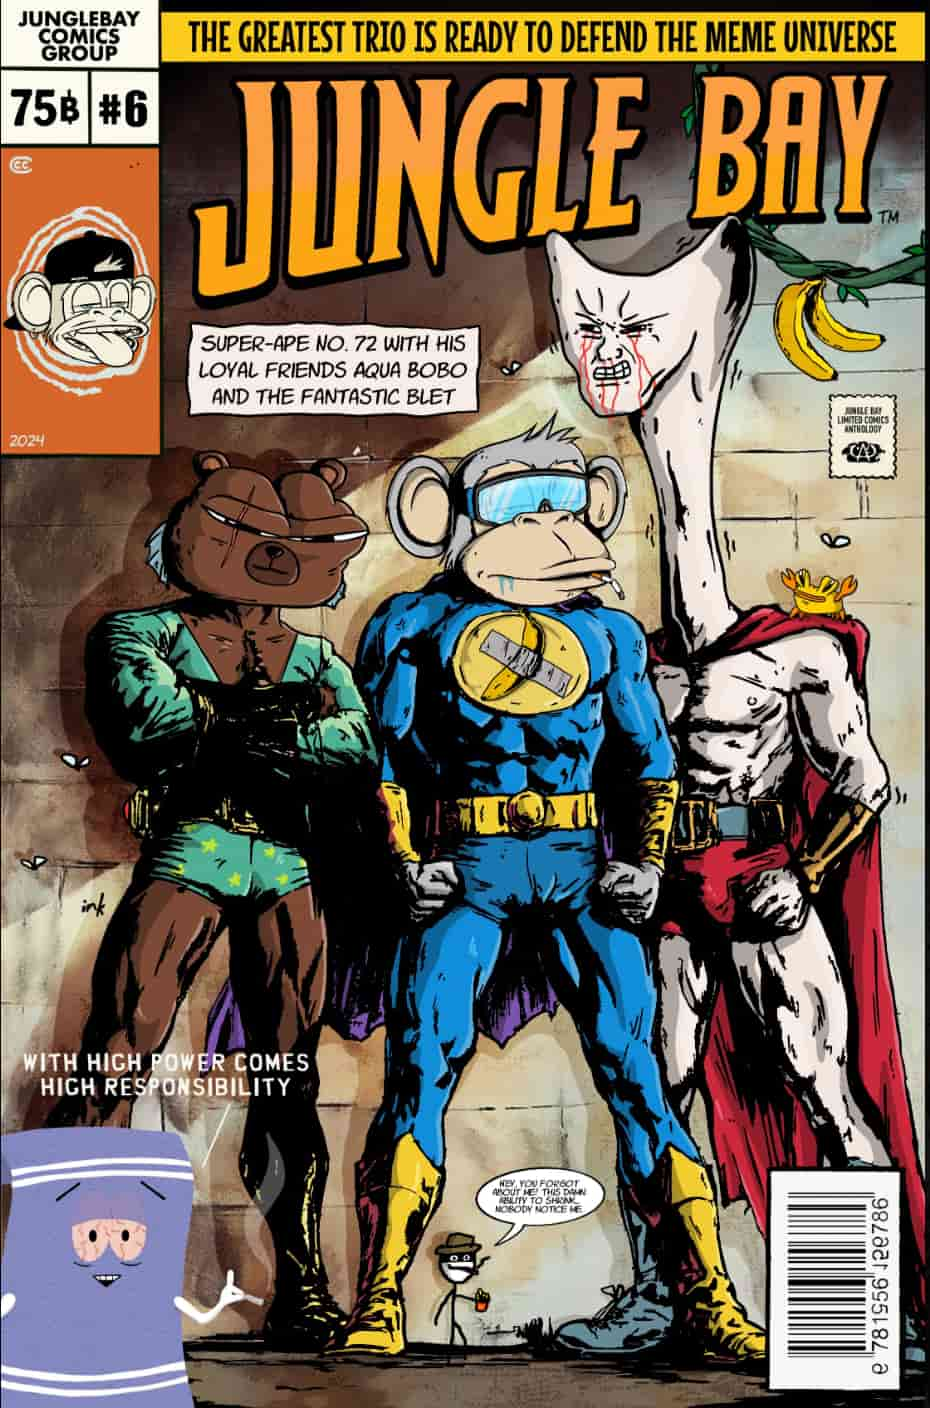 JUNGLEBAY
COMICS
GROUP
THE GREATEST TRIO IS READY TO DEFEND THE MEME UNIVERSE
75฿ #6
JUNGLE BAY
TM
CC
SUPER-APE NO. 72 WITH HIS
LOYAL FRIENDS AQUA BOBO
AND THE FANTASTIC BLET
2024
JUNGLE BAY
LIMITED COMICS
ANTHOLOGY
ink
WITH HIGH POWER COMES
HIGH RESPONSIBILITY
HEY, YOU FORGOT
ABOUT ME! THIS DAMN
ABILITY TO SHRINK...
NOBODY NOTICE ME.